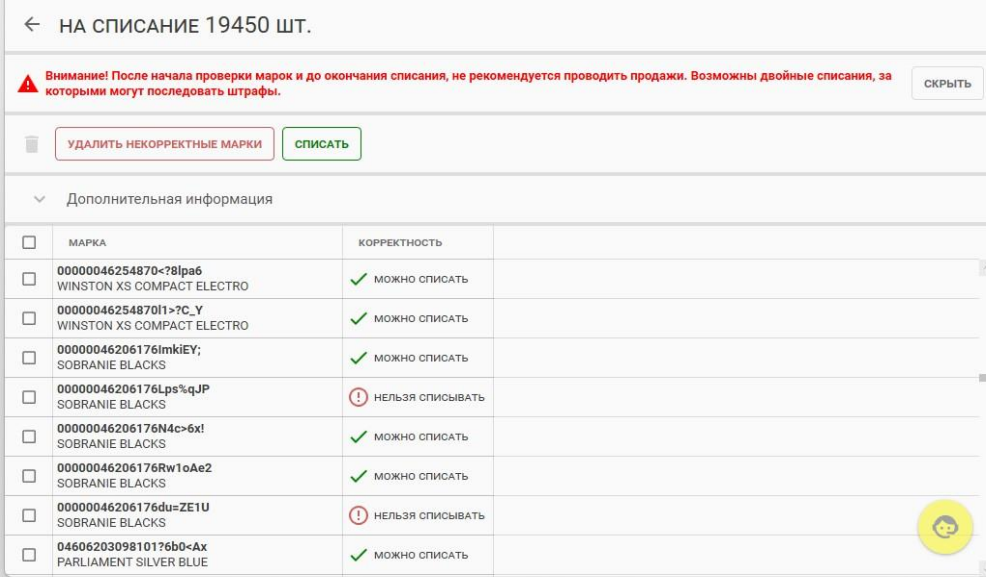 НА СПИСАНИЕ 19450 ШТ.
Внимание! После начала проверки марок и до окончания списания, не рекомендуется проводить продажи. Возможны двойные списания, за
которыми могут последовать штрафы.
СКРЫТЬ
УДАЛИТЬ НЕКОРРЕКТНЫЕ МАРКИ СПИСАТЬ
Дополнительная информация
МАРКА КОРРЕКТНОСТЬ
00000046254870<?8lpa6
WINSTON XS COMPACT ELECTRO
МОЖНО СПИСАТЬ
00000046254870l1>?C_Y
WINSTON XS COMPACT ELECTRO
МОЖНО СПИСАТЬ
00000046206176ImkiEY;
SOBRANIE BLACKS
МОЖНО СПИСАТЬ
00000046206176Lps%qJP
SOBRANIE BLACKS
НЕЛЬЗЯ СПИСЫВАТЬ
00000046206176N4c>6x!
SOBRANIE BLACKS
МОЖНО СПИСАТЬ
00000046206176Rw1oAe2
SOBRANIE BLACKS
МОЖНО СПИСАТЬ
00000046206176du=ZE1U
SOBRANIE BLACKS
НЕЛЬЗЯ СПИСЫВАТЬ
04606203098101?6b0<Ax
PARLIAMENT SILVER BLUE
МОЖНО СПИСАТЬ